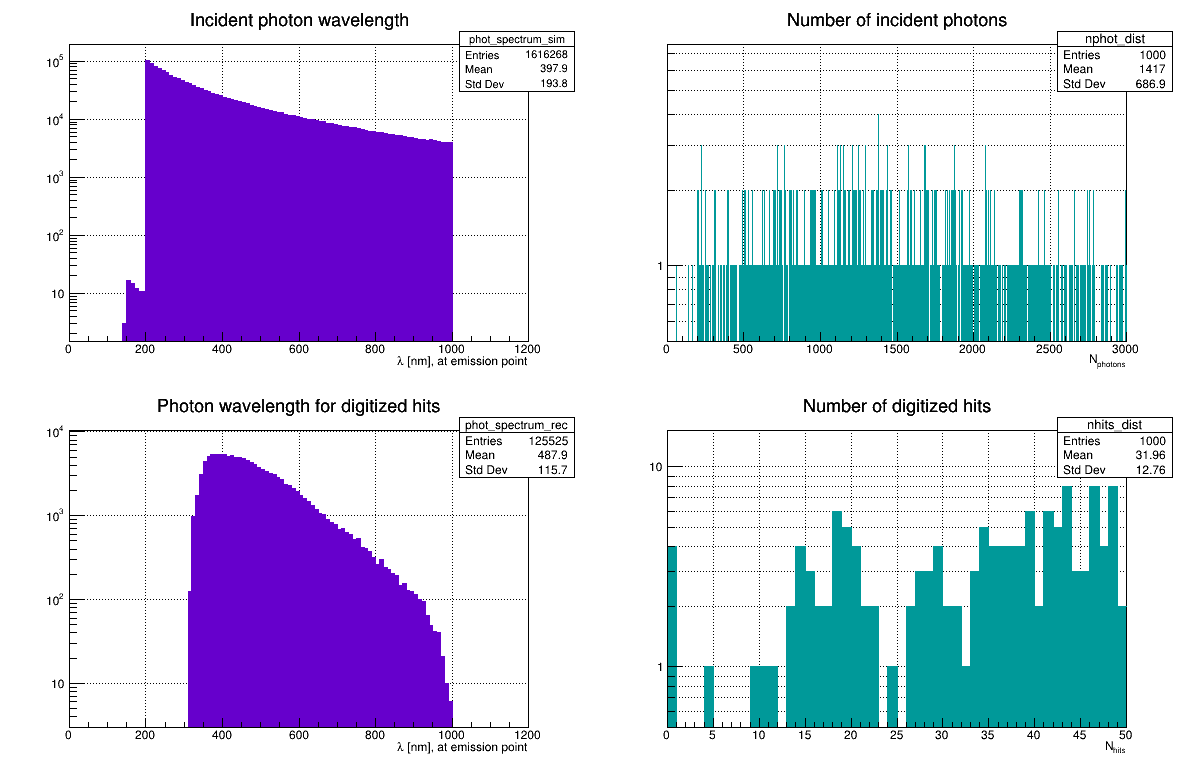 Incident photon wavelength
phot_spectrum_sim
Entries 1616268
Mean 397.9
Std Dev 193.8
10^5
10^4
10^3
10^2
10
0 200 400 600 800 1000 1200
λ [nm], at emission point
Number of incident photons
nphot_dist
Entries 1000
Mean 1417
Std Dev 686.9
1
0 500 1000 1500 2000 2500 3000
N_photons
Photon wavelength for digitized hits
phot_spectrum_rec
Entries 125525
Mean 487.9
Std Dev 115.7
10^4
10^3
10^2
10
0 200 400 600 800 1000 1200
λ [nm], at emission point
Number of digitized hits
nhits_dist
Entries 1000
Mean 31.96
Std Dev 12.76
10
1
0 5 10 15 20 25 30 35 40 45 50
N_hits